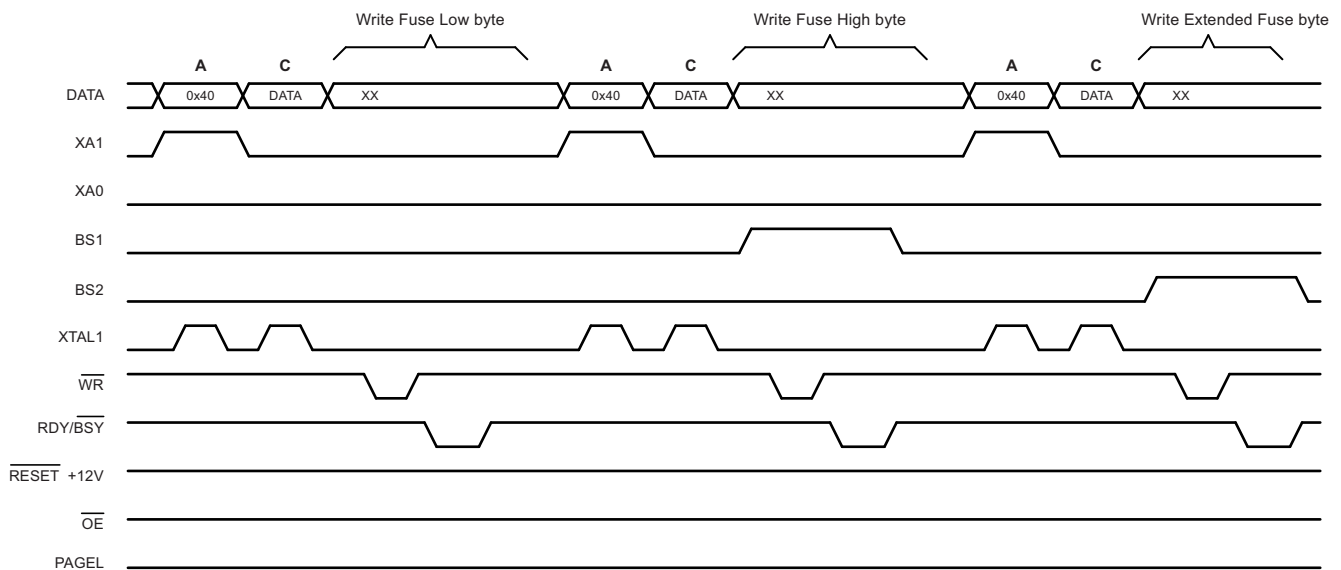 Write Fuse Low byte Write Fuse High byte Write Extended Fuse byte
A C A C A C
DATA 0x40 DATA XX 0x40 DATA XX 0x40 DATA XX
XA1
XA0
BS1
BS2
XTAL1
WR
RDY/BSY
RESET +12V
OE
PAGEL